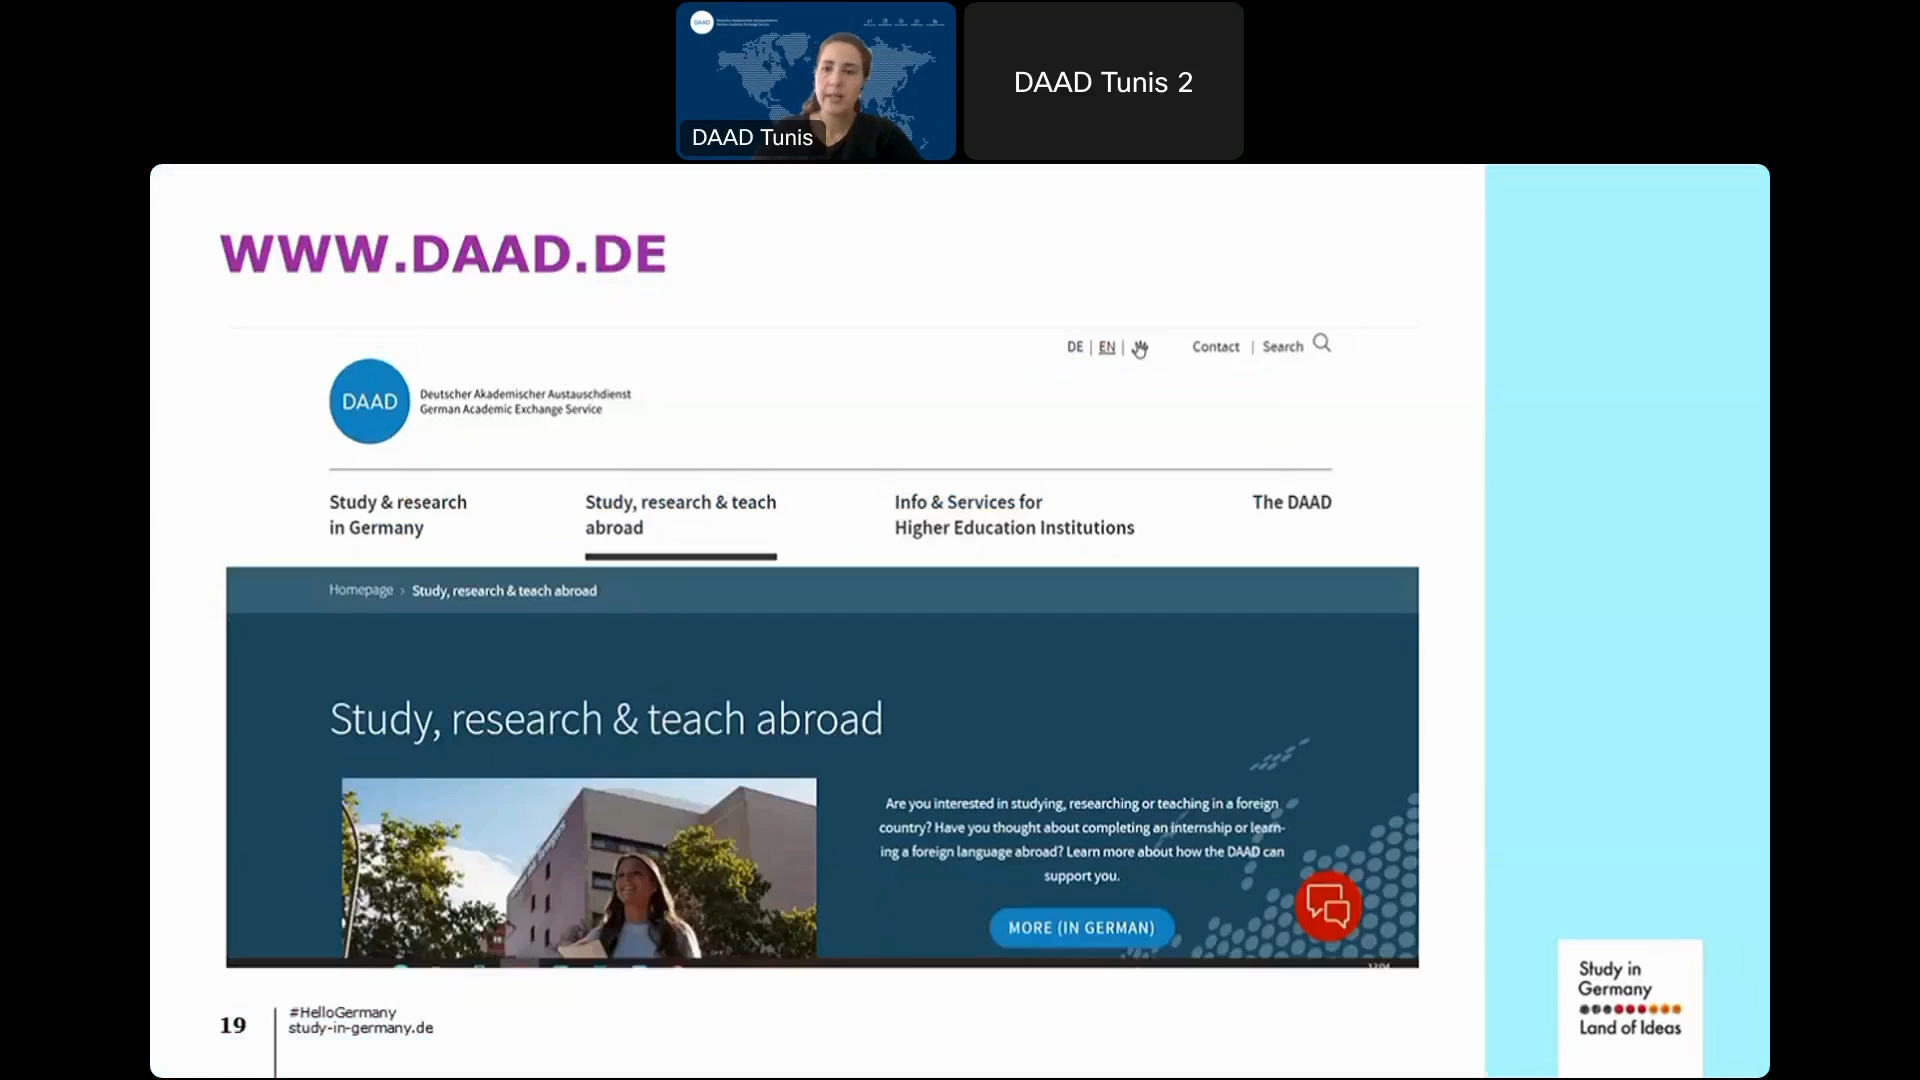 DAAD
DAAD Tunis
DAAD Tunis 2
WWW.DAAD.DE
DE | EN |
Contact | Search
DAAD
Deutscher Akademischer Austauschdienst
German Academic Exchange Service
Study & research
in Germany
Study, research & teach
abroad
Info & Services for
Higher Education Institutions
The DAAD
Homepage › Study, research & teach abroad
Study, research & teach abroad
Are you interested in studying, researching or teaching in a foreign
country? Have you thought about completing an internship or learn-
ing a foreign language abroad? Learn more about how the DAAD can
support you.
MORE (IN GERMAN)
19
#HelloGermany
study-in-germany.de
Study in
Germany
Land of Ideas